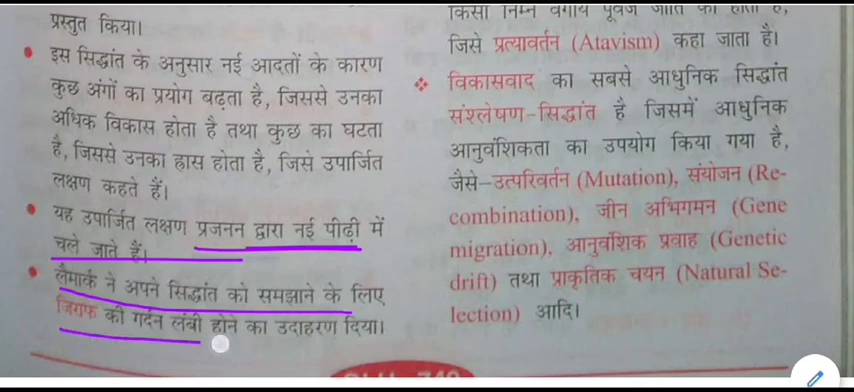 प्रस्तुत किया।
• इस सिद्धांत के अनुसार नई आदतों के कारण
कुछ अंगों का प्रयोग बढ़ता है, जिससे उनका
अधिक विकास होता है तथा कुछ का घटता
है, जिससे उनका ह्रास होता है, जिसे उपार्जित
लक्षण कहते हैं।
• यह उपार्जित लक्षण प्रजनन द्वारा नई पीढ़ी में
चले जाते हैं।
• लैमार्क ने अपने सिद्धांत को समझाने के लिए
जिराफ की गर्दन लंबी होने का उदाहरण दिया।
किसी निम्न वर्गीय पूर्वज जाति का होता है,
जिसे प्रत्यावर्तन (Atavism) कहा जाता है।
❖ विकासवाद का सबसे आधुनिक सिद्धांत
संश्लेषण-सिद्धांत है जिसमें आधुनिक
आनुवंशिकता का उपयोग किया गया है,
जैसे–उत्परिवर्तन (Mutation), संयोजन (Re-
combination), जीन अभिगमन (Gene
migration), आनुवंशिक प्रवाह (Genetic
drift) तथा प्राकृतिक चयन (Natural Se-
lection) आदि।